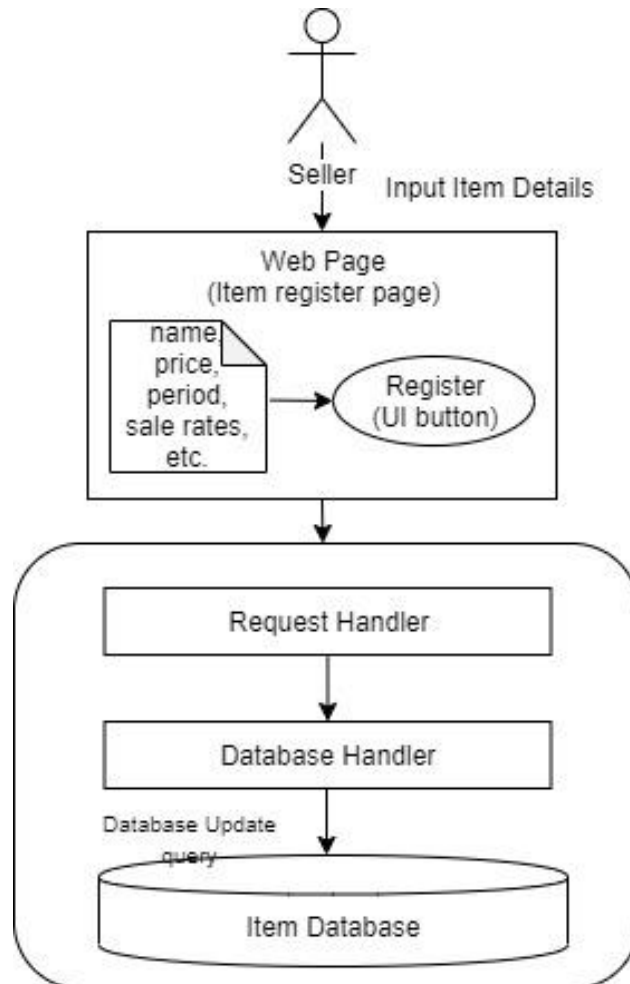 Seller
Input Item Details
Web Page
(Item register page)
name,
price,
period,
sale rates,
etc.
Register
(UI button)
Request Handler
Database Handler
Database Update
query
Item Database